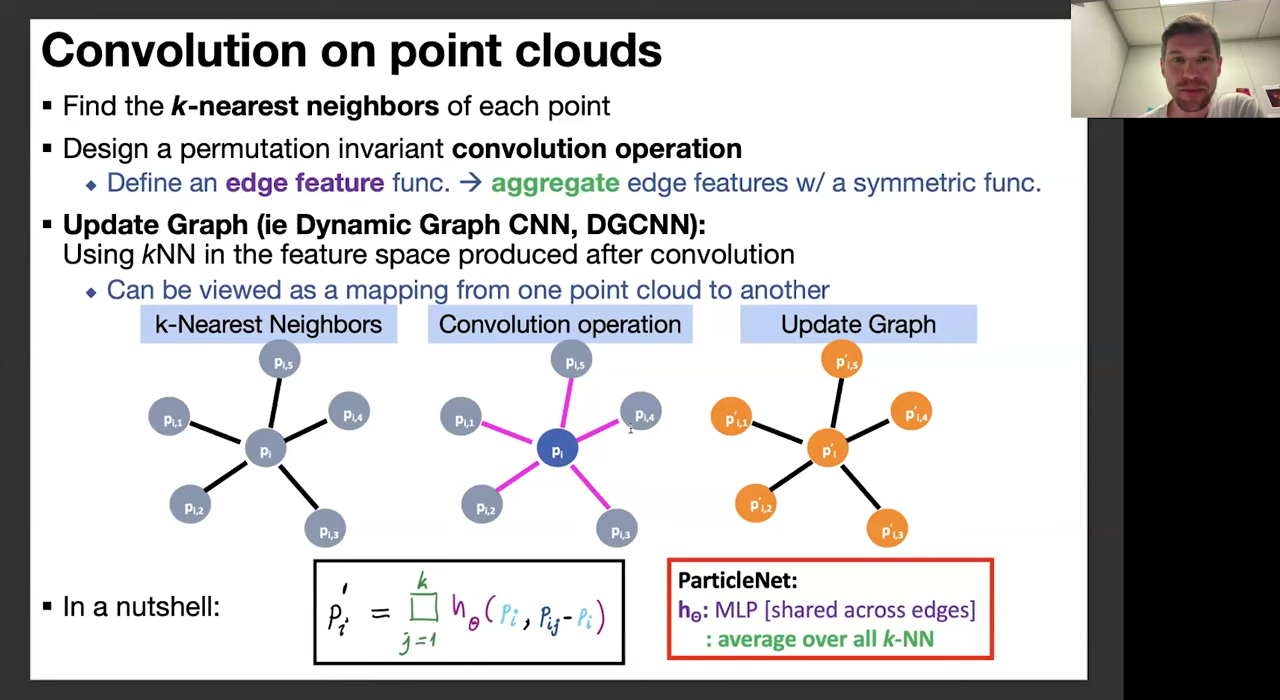 Convolution on point clouds
▪ Find the k-nearest neighbors of each point
▪ Design a permutation invariant convolution operation
◆ Define an edge feature func. → aggregate edge features w/ a symmetric func.
▪ Update Graph (ie Dynamic Graph CNN, DGCNN):
Using kNN in the feature space produced after convolution
◆ Can be viewed as a mapping from one point cloud to another
k-Nearest Neighbors Convolution operation Update Graph
pi,5 pi,5 p'i,5
pi,1 pi,4 pi,1 pi,4 p'i,1 p'i,4
pi pi p'i
pi,2 pi,2 p'i,2
pi,3 pi,3 p'i,3
▪ In a nutshell:
p'i = □ k j=1 hΘ(pi, pij-pi)
ParticleNet:
hΘ: MLP [shared across edges]
: average over all k-NN